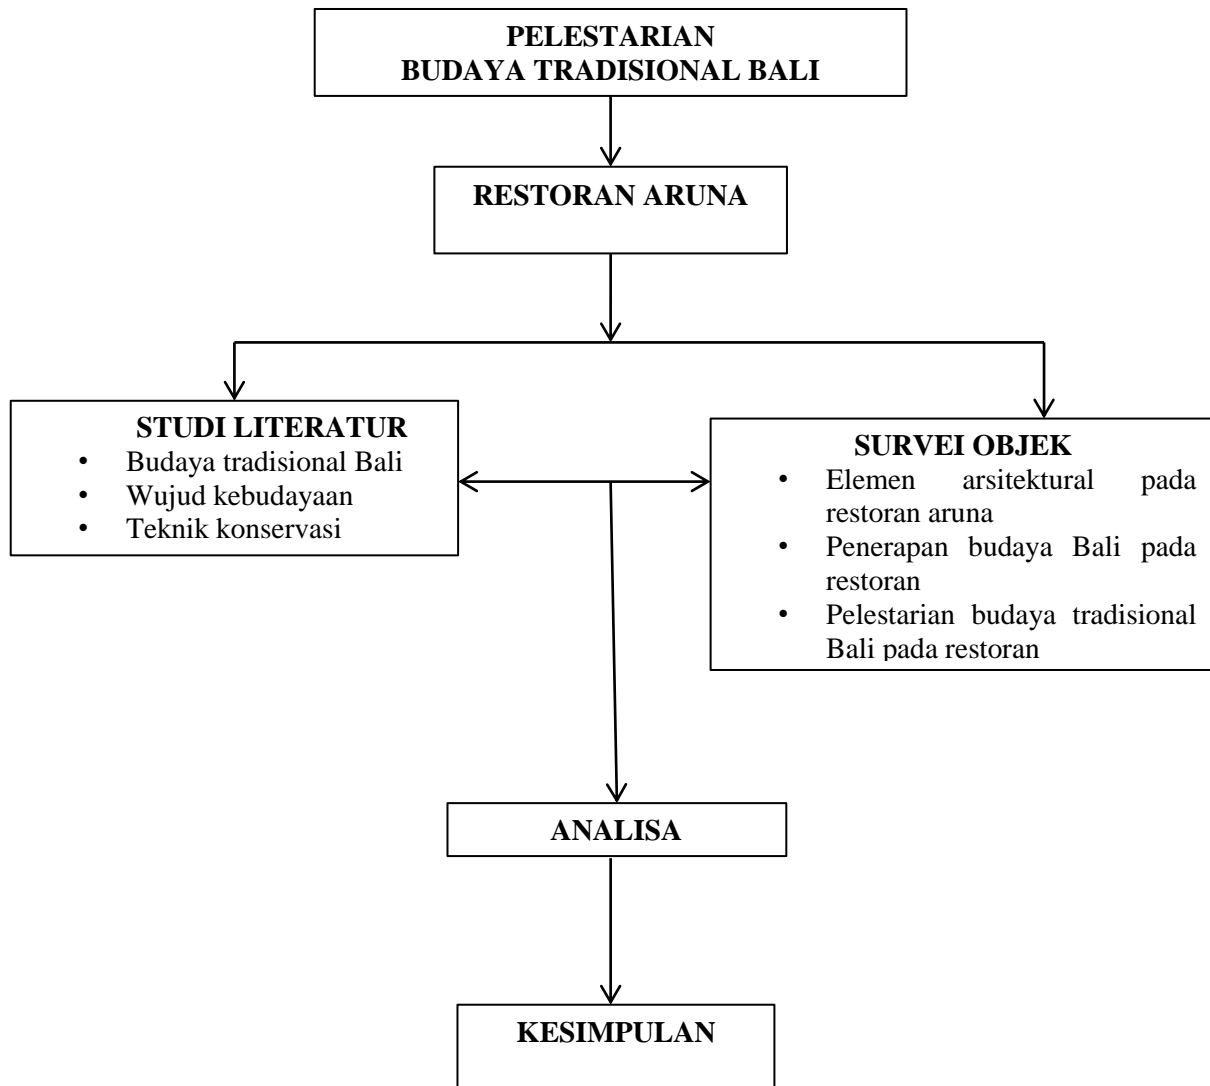 PELESTARIAN
BUDAYA TRADISIONAL BALI
RESTORAN ARUNA
STUDI LITERATUR
• Budaya tradisional Bali
• Wujud kebudayaan
• Teknik konservasi
SURVEI OBJEK
• Elemen arsitektural pada
restoran aruna
• Penerapan budaya Bali pada
restoran
• Pelestarian budaya tradisional
Bali pada restoran
ANALISA
KESIMPULAN